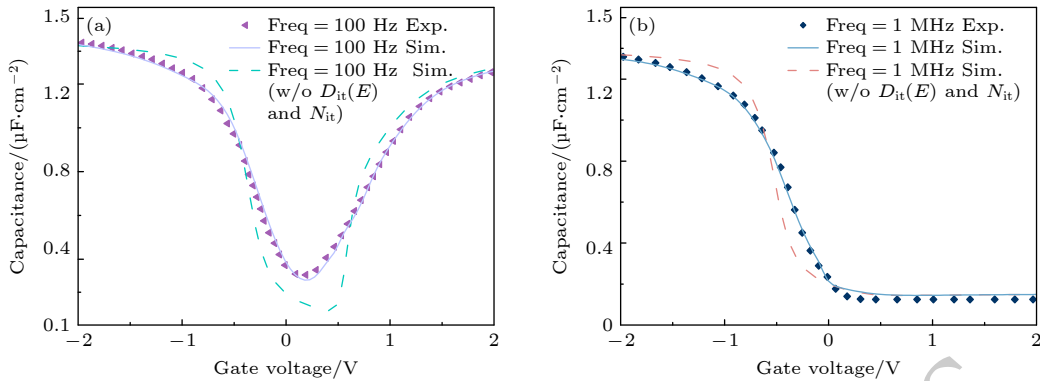 (a)
Freq = 100 Hz Exp.
Freq = 100 Hz Sim.
Freq = 100 Hz Sim.
(w/o Dit(E)
and Nit)
1.5
1.2
0.8
0.4
0.1
Capacitance/(μF·cm−2)
−2 −1 0 1 2
Gate voltage/V
(b)
Freq = 1 MHz Exp.
Freq = 1 MHz Sim.
Freq = 1 MHz Sim.
(w/o Dit(E) and Nit)
1.5
1.2
0.8
0.4
0
Capacitance/(μF·cm−2)
−2 −1 0 1 2
Gate voltage/V